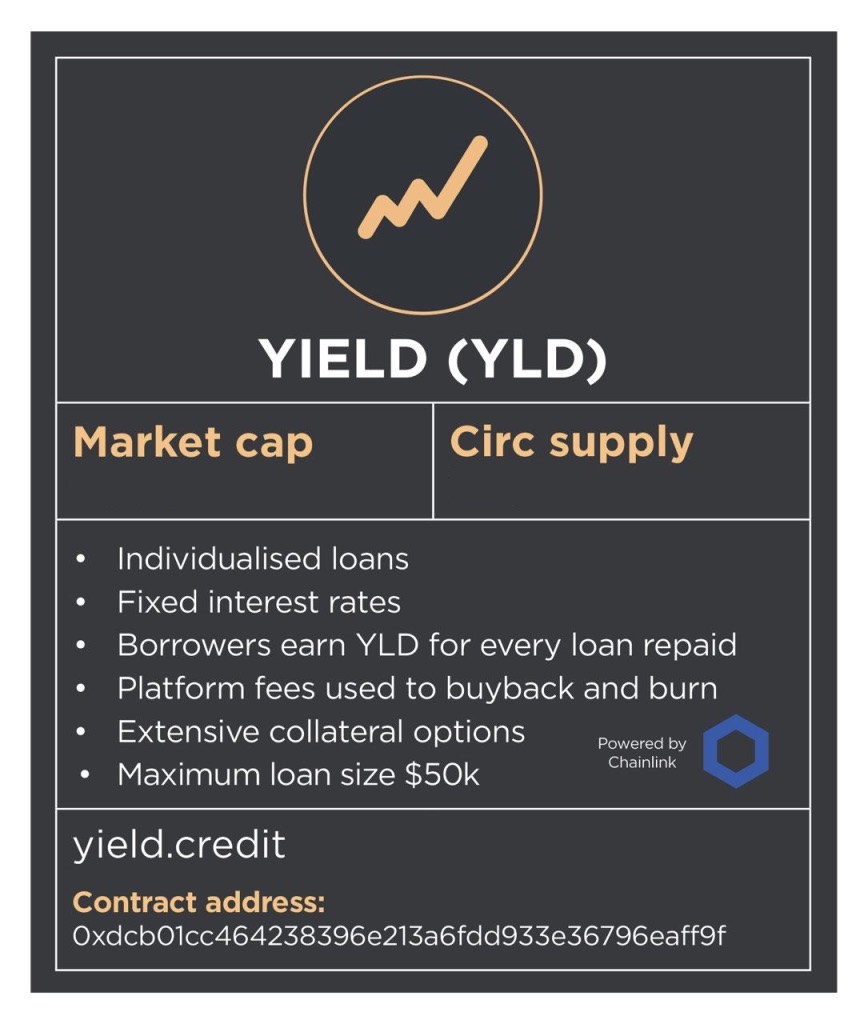 YIELD (YLD)
Market cap
Circ supply
• Individualised loans
• Fixed interest rates
• Borrowers earn YLD for every loan repaid
• Platform fees used to buyback and burn
• Extensive collateral options
• Maximum loan size $50k
Powered by
Chainlink
yield.credit
Contract address:
0xdcb01cc464238396e213a6fdd933e36796eaff9f